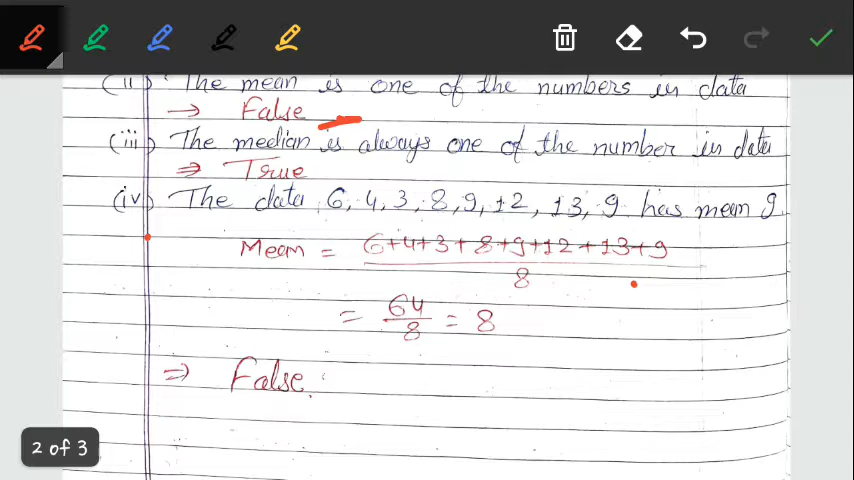 (ii) The mean is one of the numbers in data
→ False
(iii) The median is always one of the number in data
⇒ True
(iv) The data 6, 4, 3, 8, 9, 12, 13, 9 has mean 9.
Mean = 6+4+3+8+9+12+13+9
8
= 64/8 = 8
⇒ False.
2 of 3